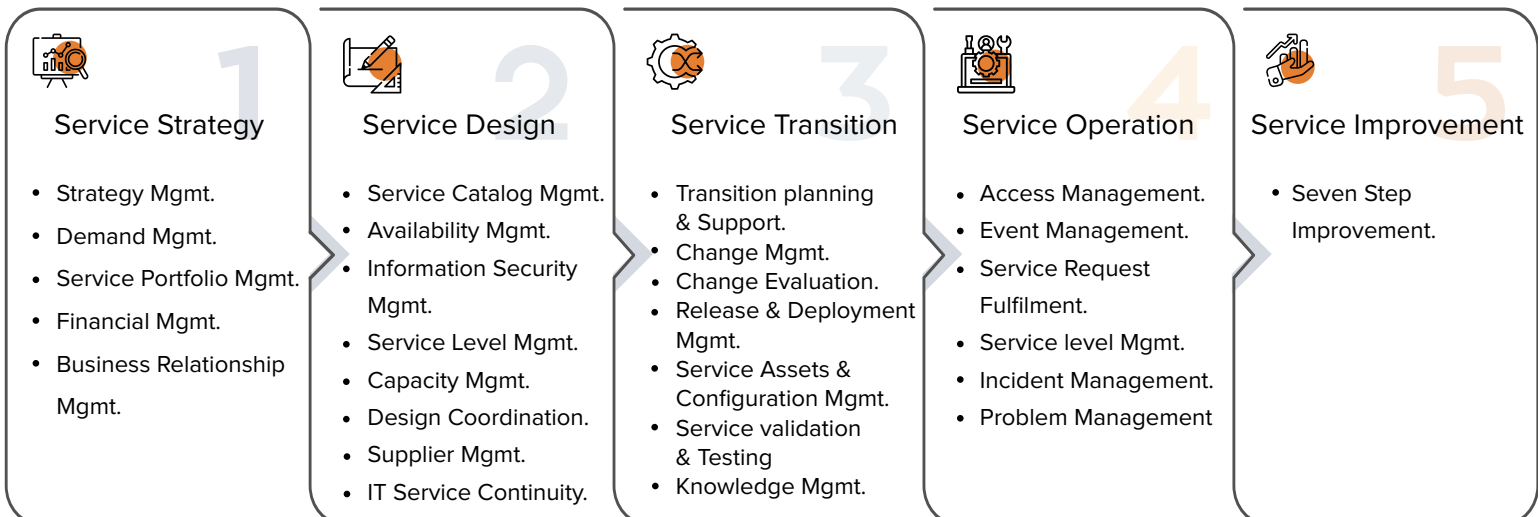 1
Service Strategy
• Strategy Mgmt.
• Demand Mgmt.
• Service Portfolio Mgmt.
• Financial Mgmt.
• Business Relationship
Mgmt.
2
Service Design
• Service Catalog Mgmt.
• Availability Mgmt.
• Information Security
Mgmt.
• Service Level Mgmt.
• Capacity Mgmt.
• Design Coordination.
• Supplier Mgmt.
• IT Service Continuity.
3
Service Transition
• Transition planning
& Support.
• Change Mgmt.
• Change Evaluation.
• Release & Deployment
Mgmt.
• Service Assets &
Configuration Mgmt.
• Service validation
& Testing
• Knowledge Mgmt.
4
Service Operation
• Access Management.
• Event Management.
• Service Request
Fulfilment.
• Service level Mgmt.
• Incident Management.
• Problem Management
5
Service Improvement
• Seven Step
Improvement.